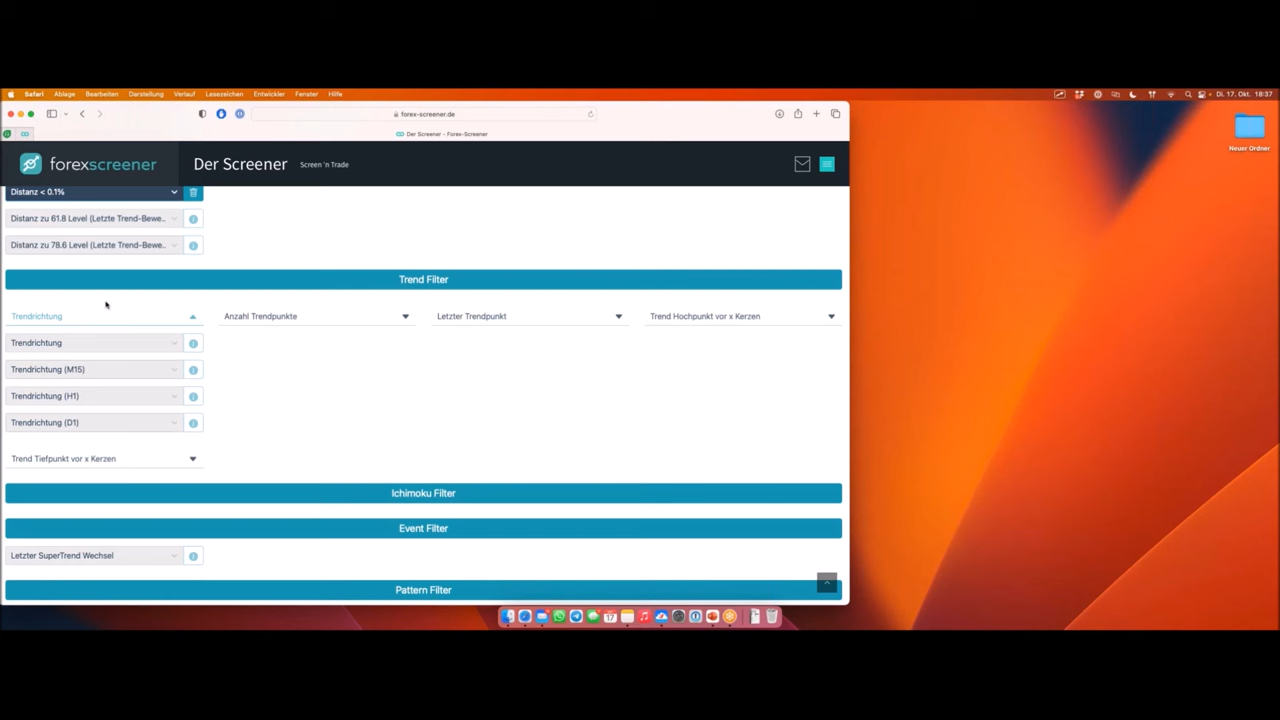 Safari Ablage Bearbeiten Darstellung Verlauf Lesezeichen Entwickler Fenster Hilfe
Di. 17. Okt. 18:37
forex-screener.de
Der Screener - Forex-Screener
Neuer Ordner
forexscreener
Der Screener
Screen 'n Trade
Distanz < 0.1%
Distanz zu 61.8 Level (Letzte Trend-Bewe..
Distanz zu 78.6 Level (Letzte Trend-Bewe..
Trend Filter
Trendrichtung
Anzahl Trendpunkte
Letzter Trendpunkt
Trend Hochpunkt vor x Kerzen
Trendrichtung
Trendrichtung (M15)
Trendrichtung (H1)
Trendrichtung (D1)
Trend Tiefpunkt vor x Kerzen
Ichimoku Filter
Event Filter
Letzter SuperTrend Wechsel
Pattern Filter